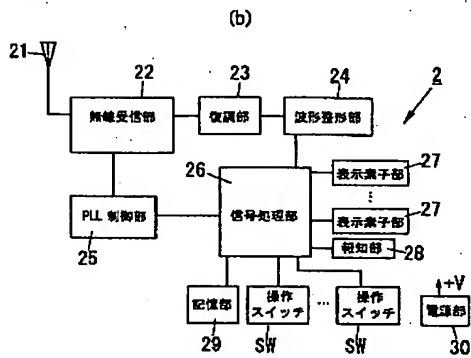 (b)
21
22
23
24
2
無線受信部
復調部
波形整形部
26
27
表示素子部
⋮
27
PLL 制御部
信号処理部
表示素子部
報知部
28
25
記憶部
操作
スイッチ
…
操作
スイッチ
+V
電源部
29
SW
SW
30